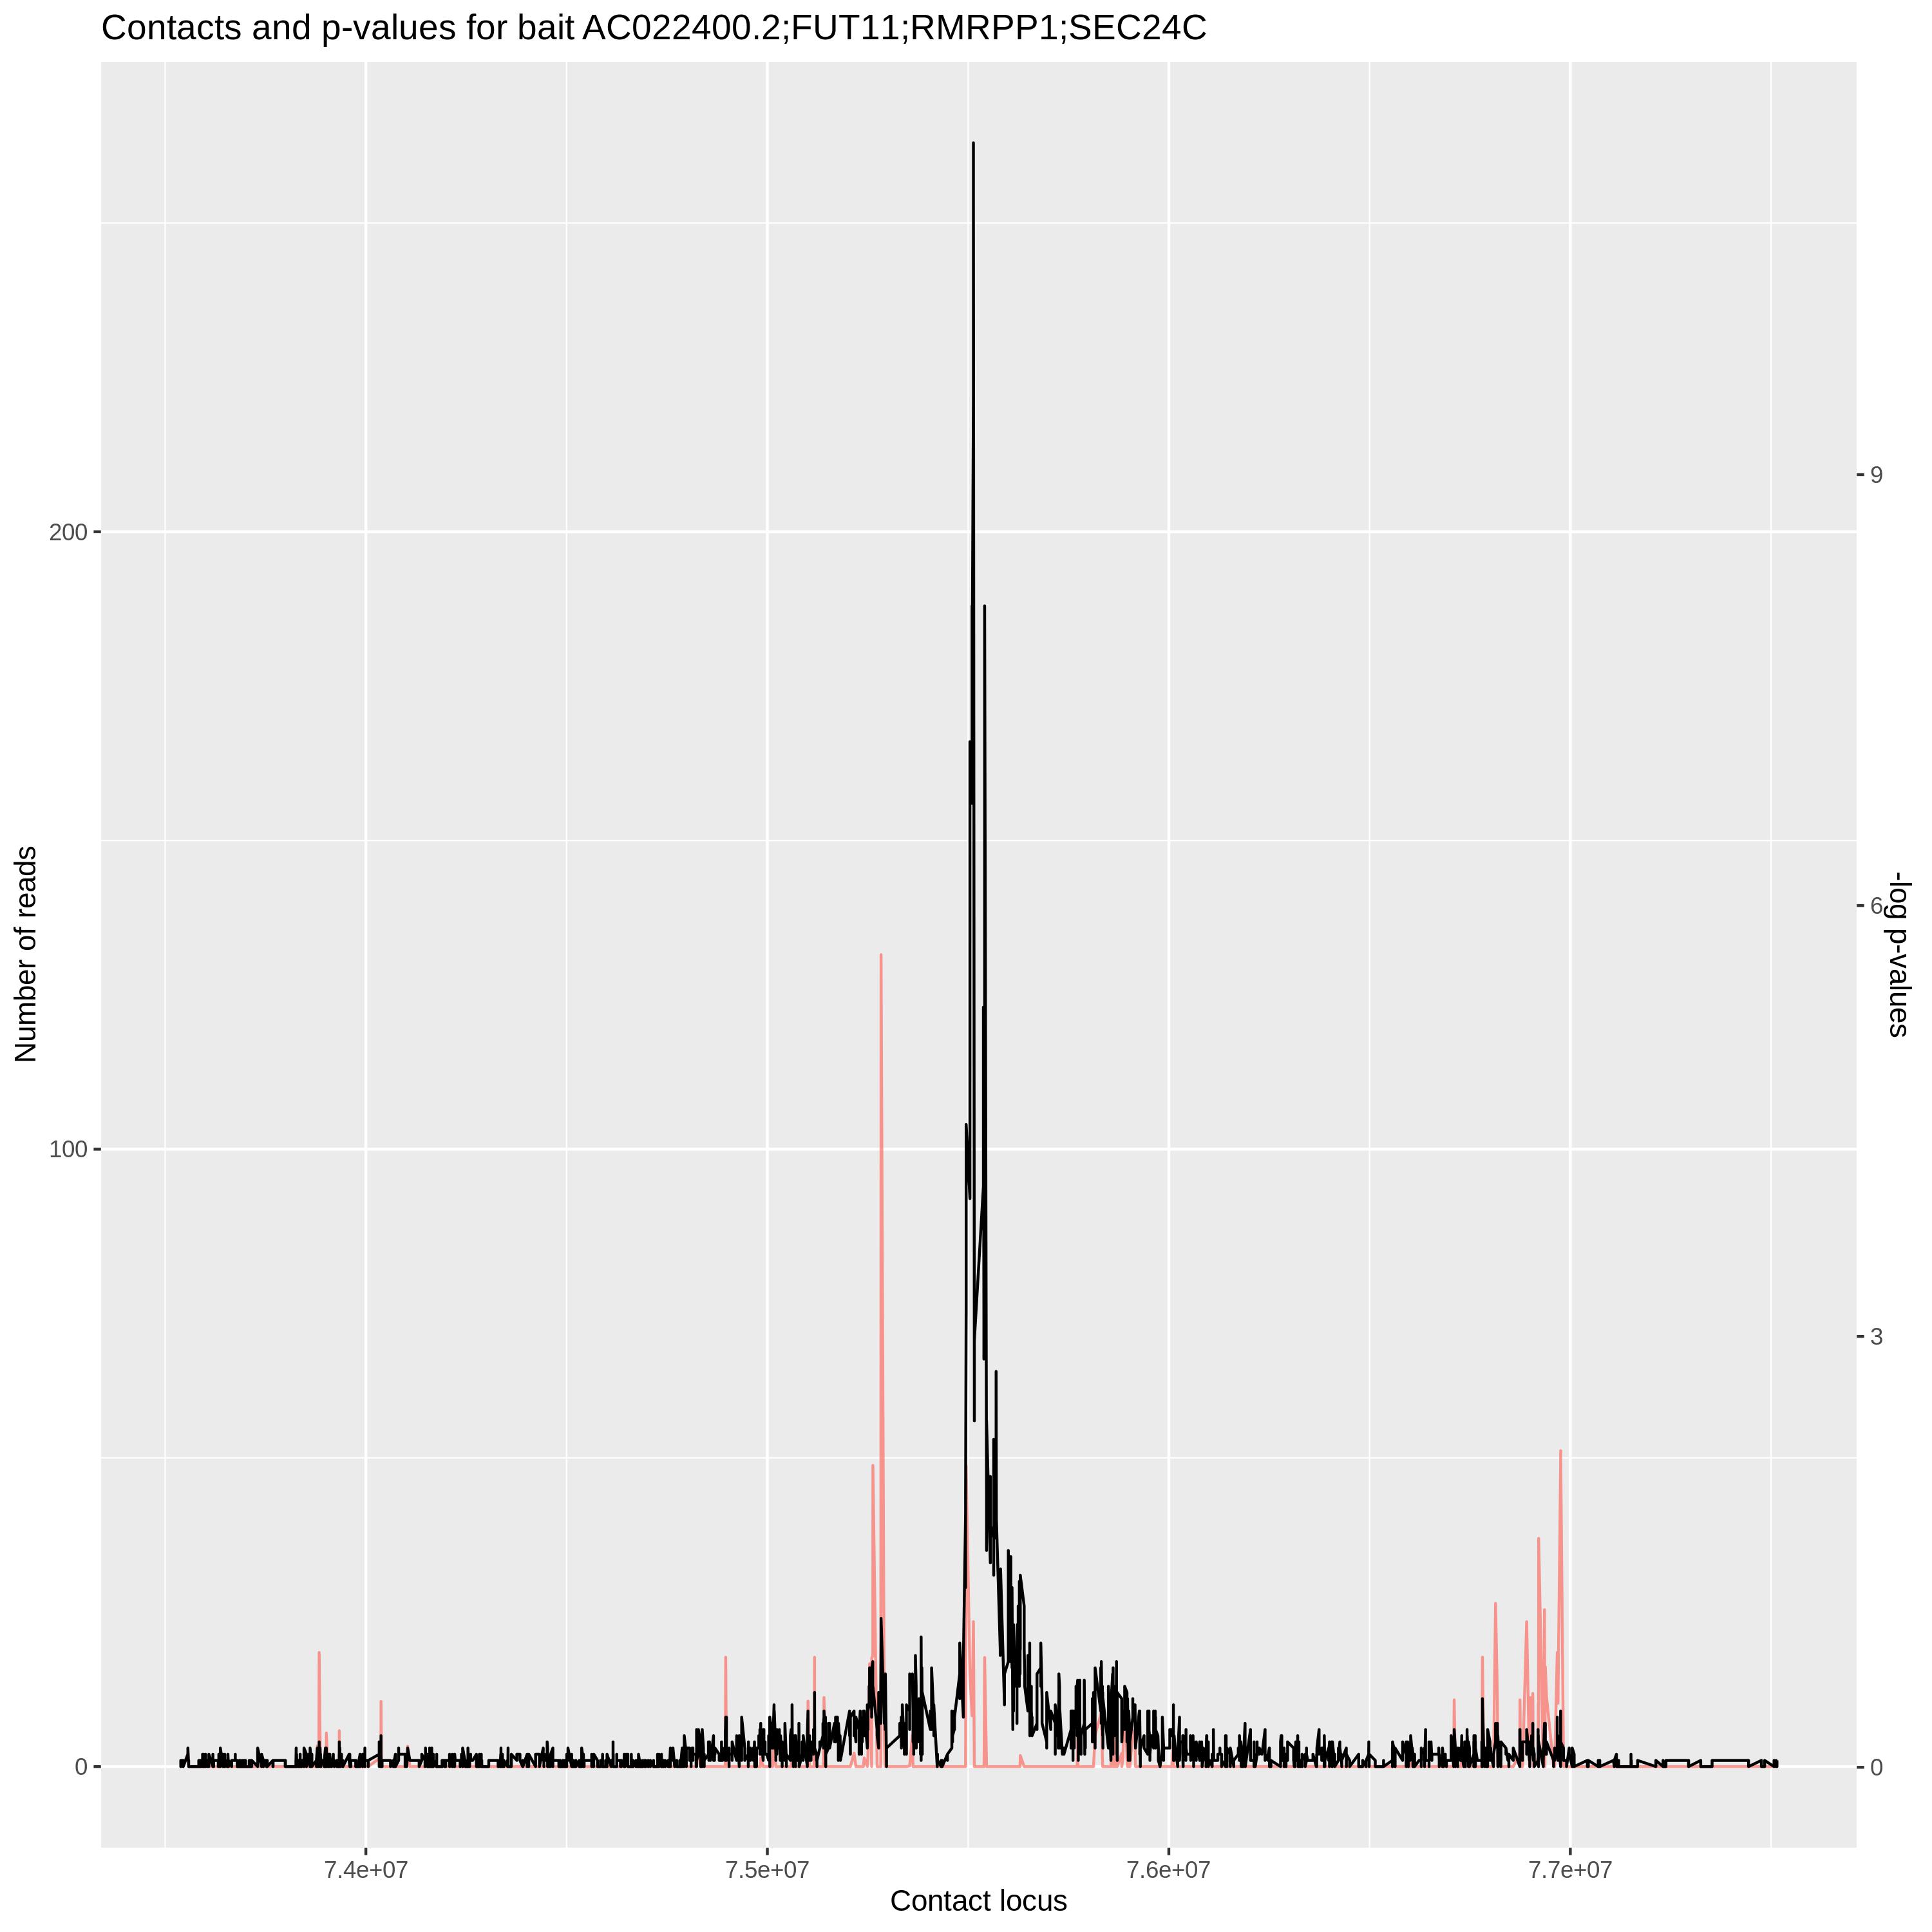 Contacts and p-values for bait AC022400.2;FUT11;RMRPP1;SEC24C
Number of reads
200
100
0
9
6
3
0
-log p-values
7.4e+07
7.5e+07
7.6e+07
7.7e+07
Contact locus